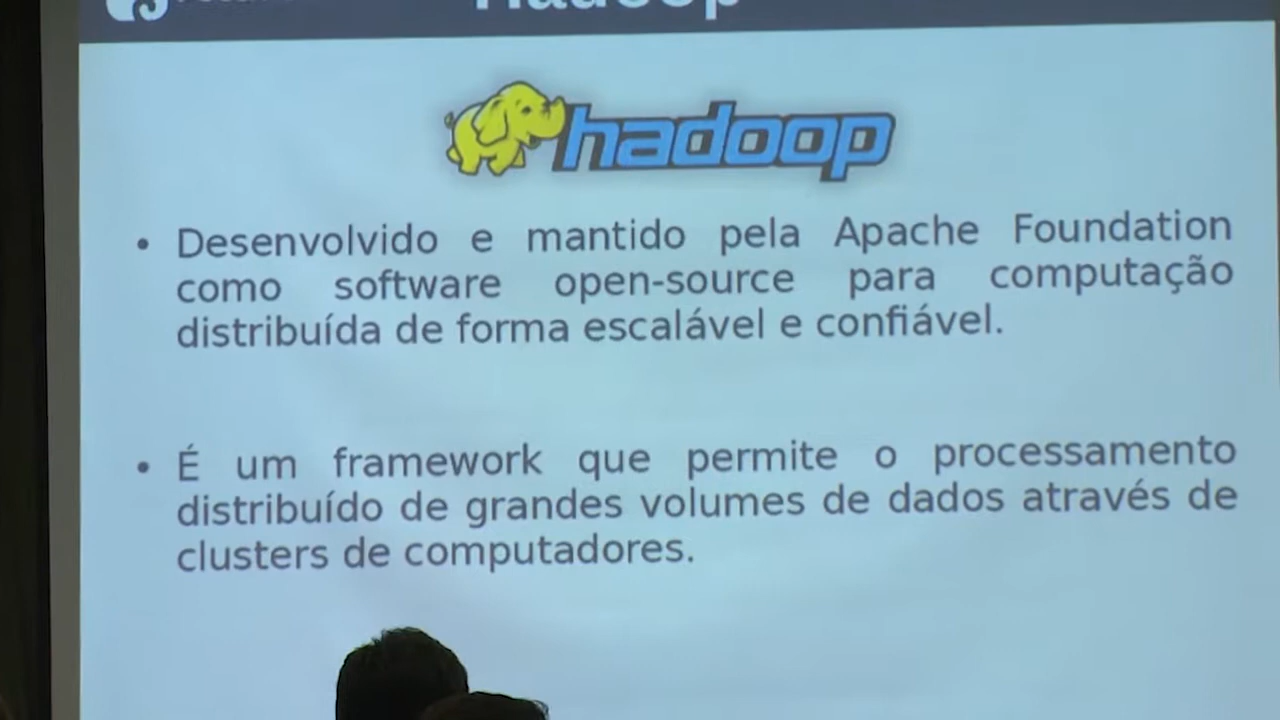 Hadoop
hadoop
• Desenvolvido e mantido pela Apache Foundation
como software open-source para computação
distribuída de forma escalável e confiável.
• É um framework que permite o processamento
distribuído de grandes volumes de dados através de
clusters de computadores.